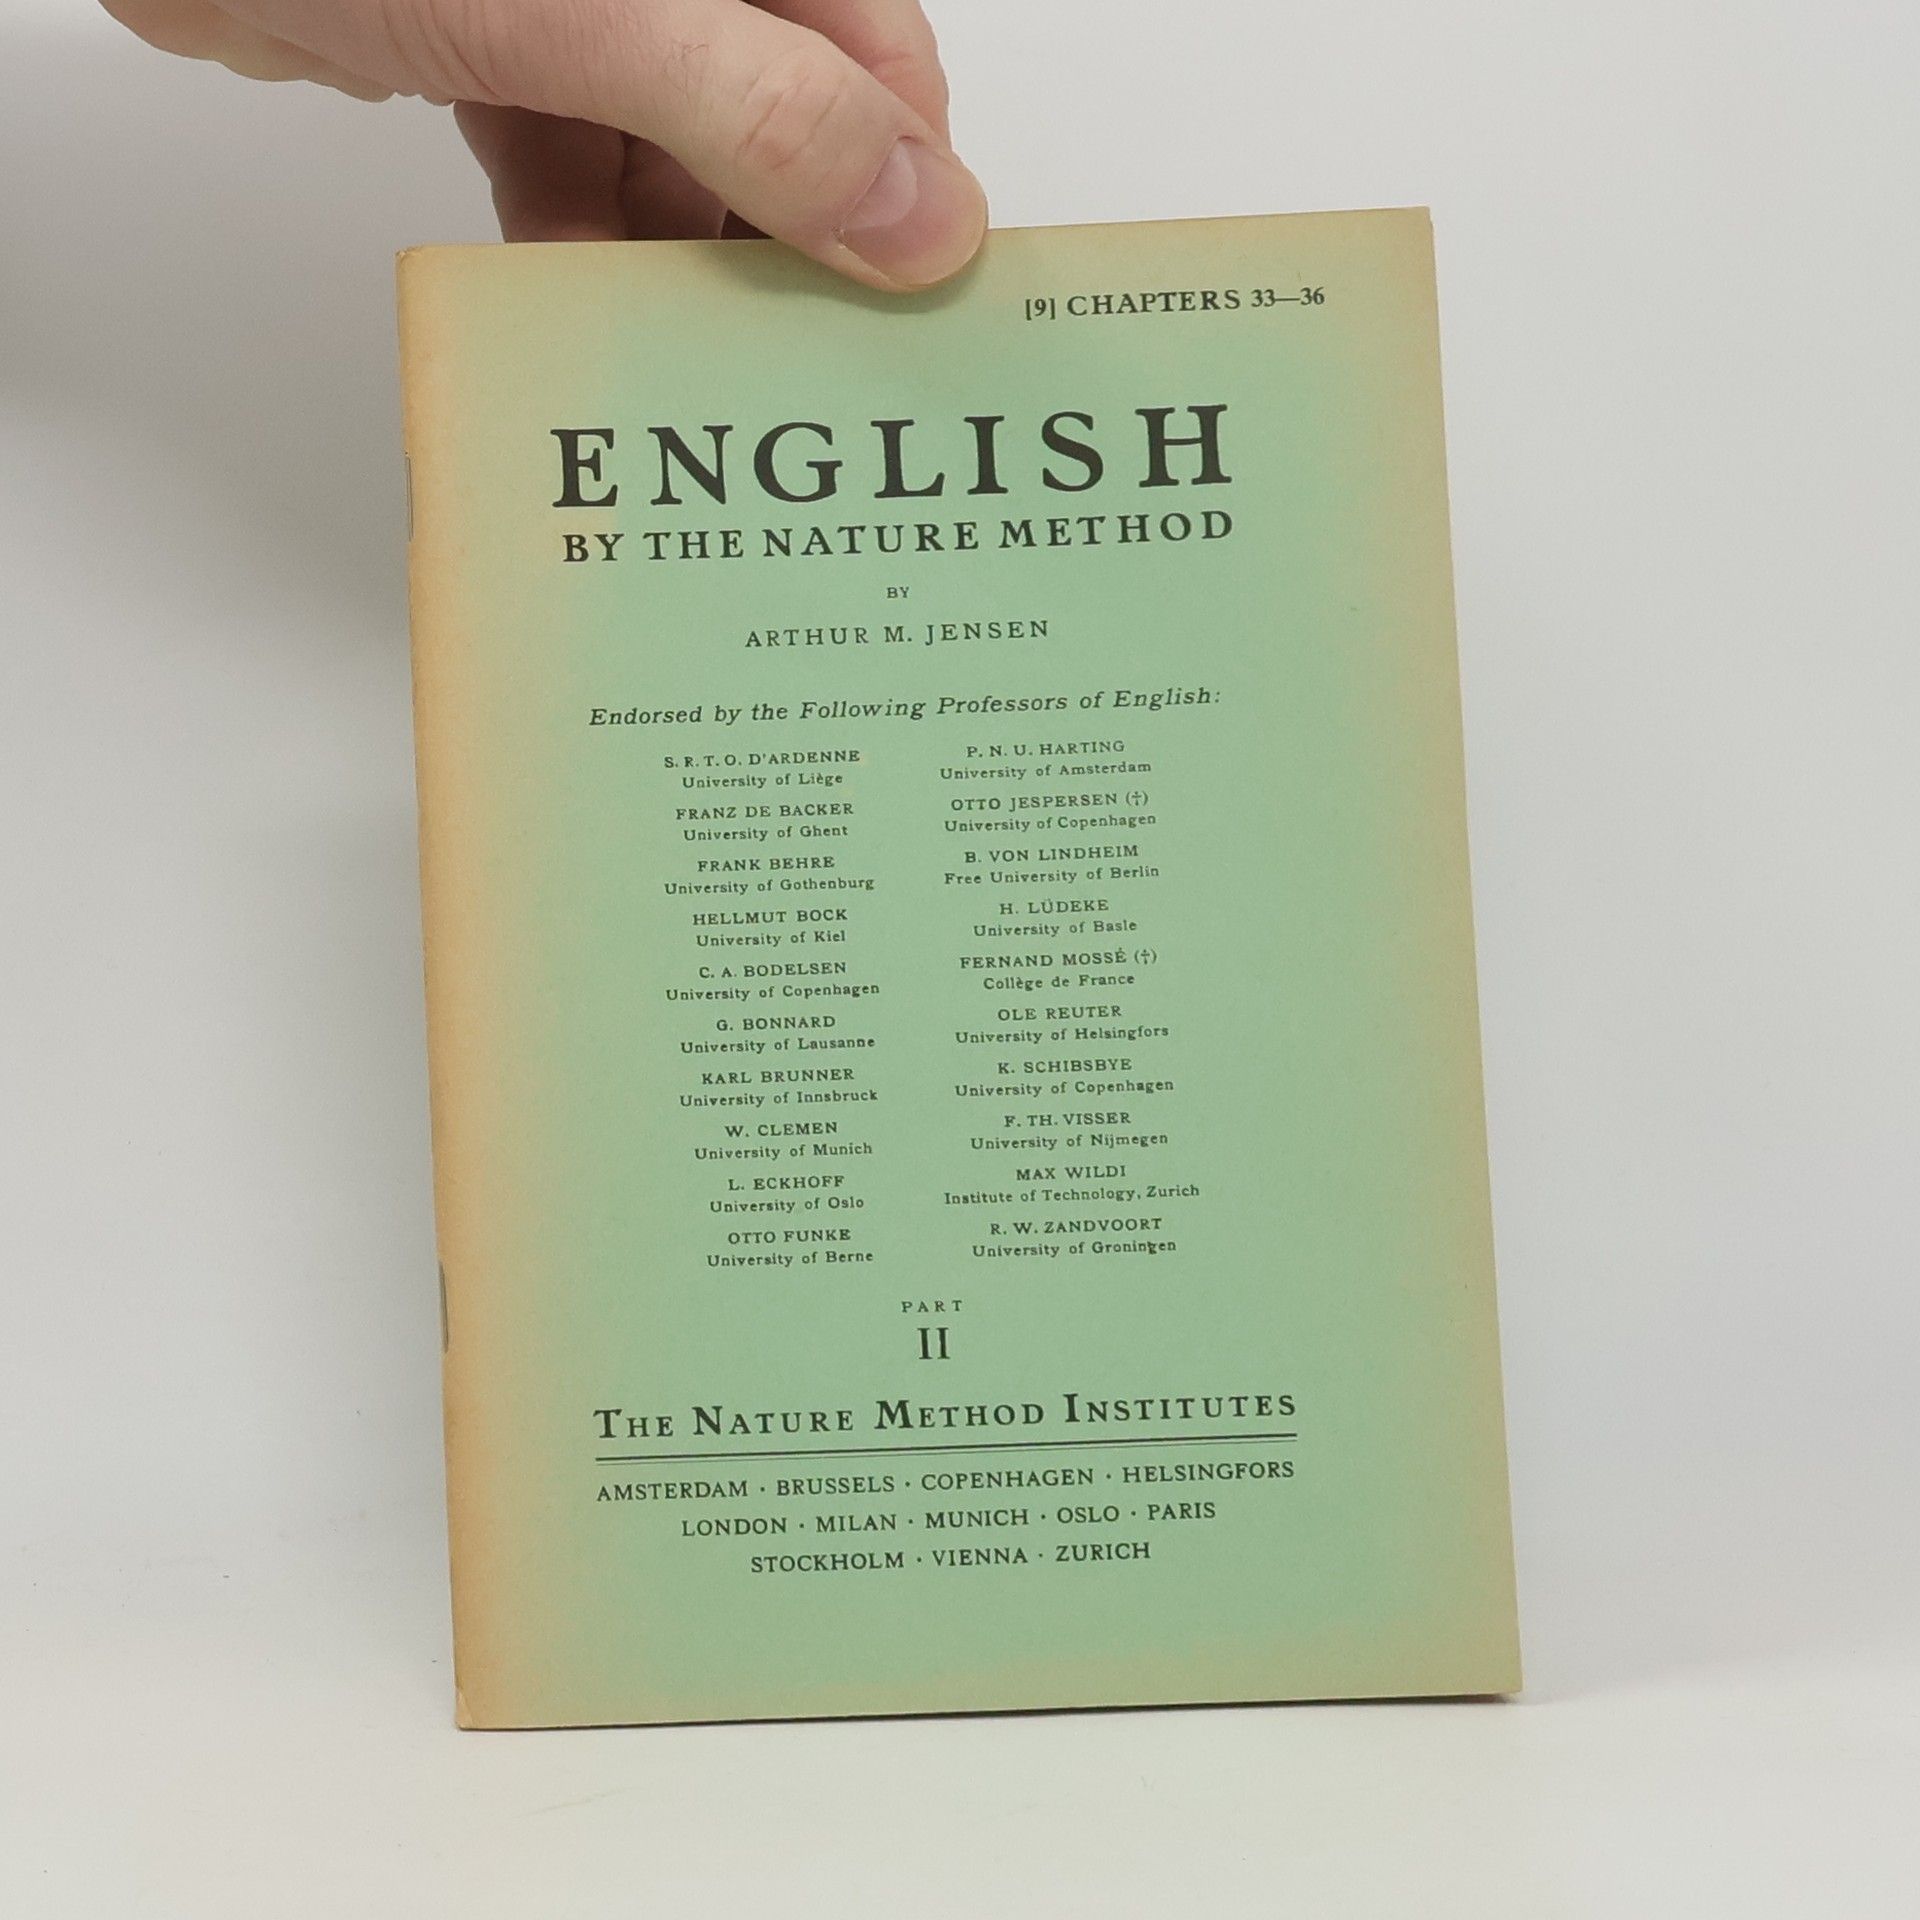 [9] CHAPTERS 33—36
ENGLISH
BY THE NATURE METHOD
BY
ARTHUR M. JENSEN
Endorsed by the Following Professors of English:
S. R. T. O. D'ARDENNE
University of Liège
FRANZ DE BACKER
University of Ghent
FRANK BEHRE
University of Gothenburg
HELLMUT BOCK
University of Kiel
C. A. BODELSEN
University of Copenhagen
G. BONNARD
University of Lausanne
KARL BRUNNER
University of Innsbruck
W. CLEMEN
University of Munich
L. ECKHOFF
University of Oslo
OTTO FUNKE
University of Berne
P. N. U. HARTING
University of Amsterdam
OTTO JESPERSEN (†)
University of Copenhagen
B. VON LINDHEIM
Free University of Berlin
H. LÜDEKE
University of Basle
FERNAND MOSSÉ (†)
Collège de France
OLE REUTER
University of Helsingfors
K. SCHIBSBYE
University of Copenhagen
F. TH. VISSER
University of Nijmegen
MAX WILDI
Institute of Technology, Zurich
R. W. ZANDVOORT
University of Groningen
PART
II
THE NATURE METHOD INSTITUTES
AMSTERDAM · BRUSSELS · COPENHAGEN · HELSINGFORS
LONDON · MILAN · MUNICH · OSLO · PARIS
STOCKHOLM · VIENNA · ZURICH